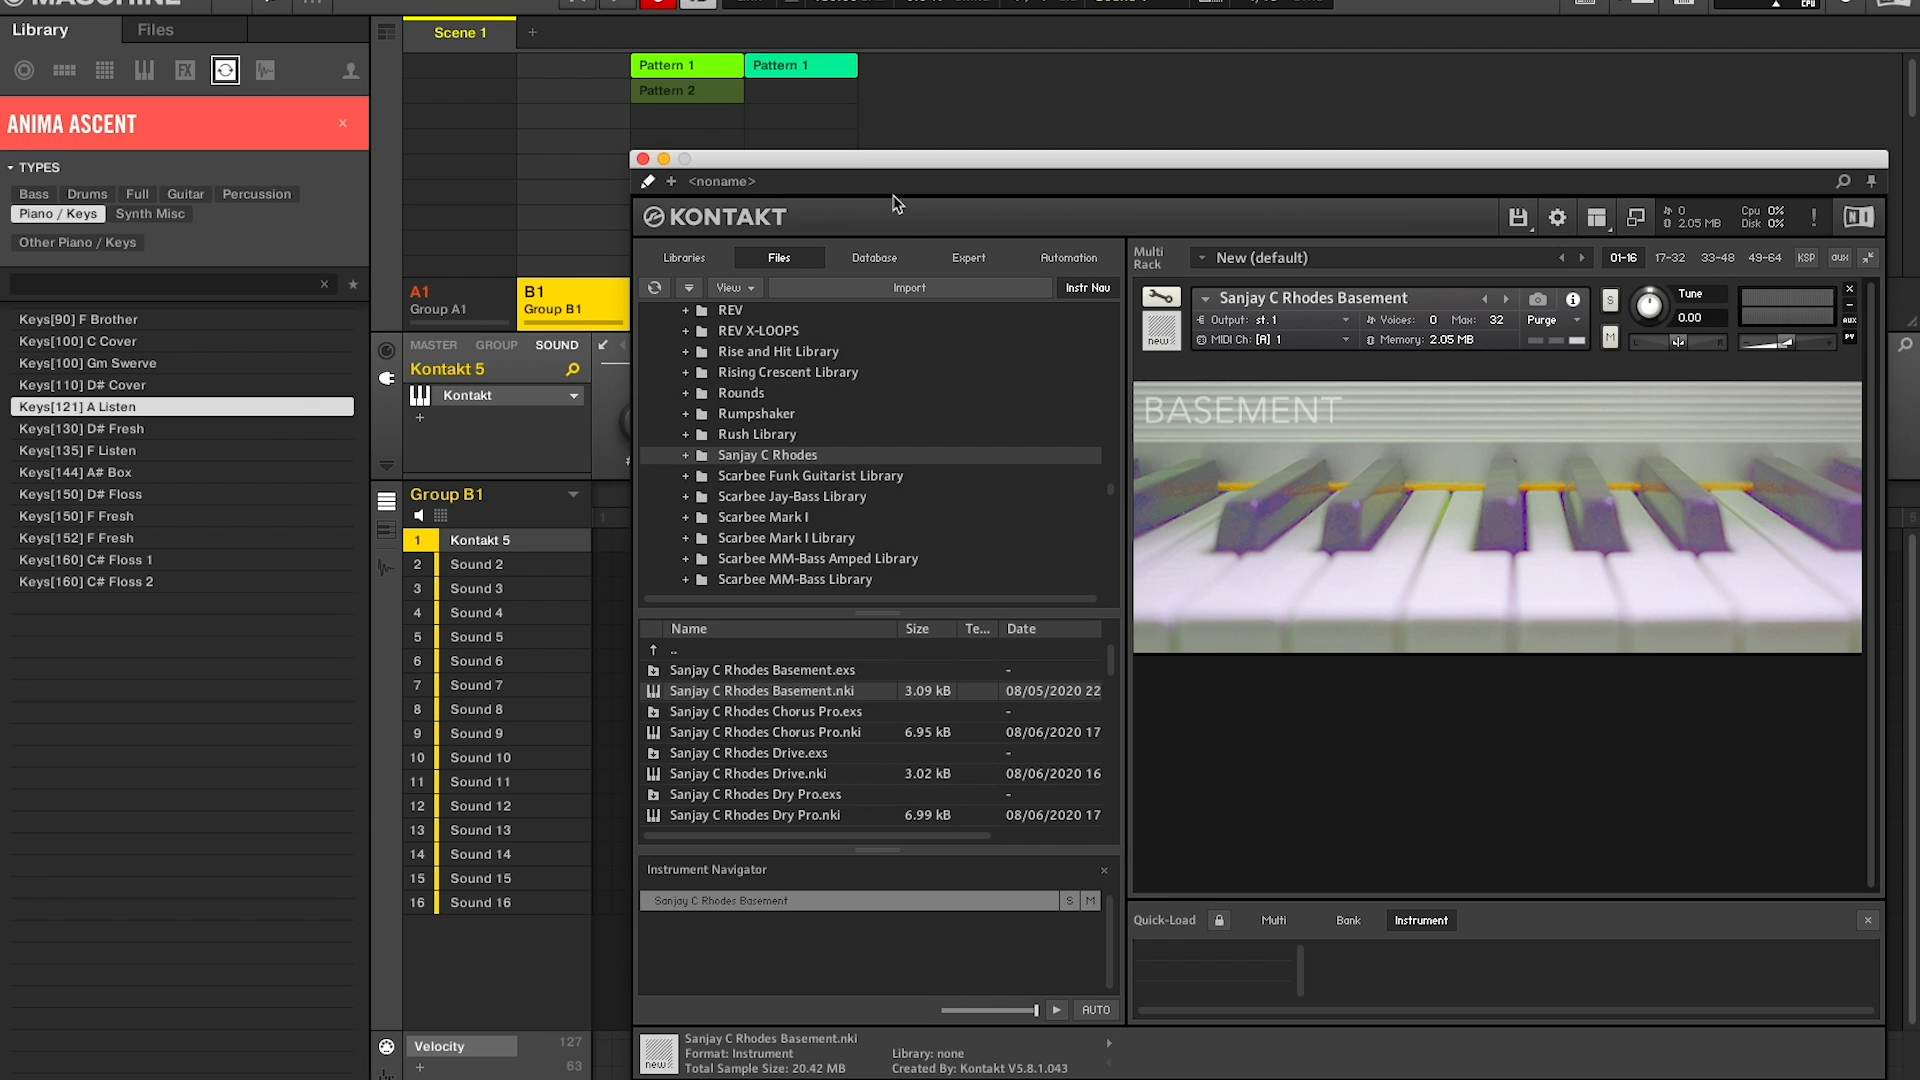 MASCHINE
Library Files
Scene 1 +
FX
Pattern 1 Pattern 1
Pattern 2
ANIMA ASCENT ×
TYPES
Bass Drums Full Guitar Percussion
Piano / Keys Synth Misc
Other Piano / Keys
Keys[90] F Brother
Keys[100] C Cover
Keys[100] Gm Swerve
Keys[110] D# Cover
Keys[121] A Listen
Keys[130] D# Fresh
Keys[135] F Listen
Keys[144] A# Box
Keys[150] D# Floss
Keys[150] F Fresh
Keys[152] F Fresh
Keys[160] C# Floss 1
Keys[160] C# Floss 2
A1
Group A1
B1
Group B1
MASTER GROUP SOUND
Kontakt 5
Kontakt
+
Group B1
1 Kontakt 5
2 Sound 2
3 Sound 3
4 Sound 4
5 Sound 5
6 Sound 6
7 Sound 7
8 Sound 8
9 Sound 9
10 Sound 10
11 Sound 11
12 Sound 12
13 Sound 13
14 Sound 14
15 Sound 15
16 Sound 16
Velocity 127
+ 63
+ <noname>
KONTAKT
0
2.05 MB
Cpu 0%
Disk 0%
! NI
Libraries Files Database Expert Automation
View Import Instr Nav
+ REV
+ REV X-LOOPS
+ Rise and Hit Library
+ Rising Crescent Library
+ Rounds
+ Rumpshaker
+ Rush Library
+ Sanjay C Rhodes
+ Scarbee Funk Guitarist Library
+ Scarbee Jay-Bass Library
+ Scarbee Mark I
+ Scarbee Mark I Library
+ Scarbee MM-Bass Amped Library
+ Scarbee MM-Bass Library
Name Size Te... Date
..
Sanjay C Rhodes Basement.exs -
Sanjay C Rhodes Basement.nki 3.09 kB 08/05/2020 22
Sanjay C Rhodes Chorus Pro.exs -
Sanjay C Rhodes Chorus Pro.nki 6.95 kB 08/06/2020 17
Sanjay C Rhodes Drive.exs -
Sanjay C Rhodes Drive.nki 3.02 kB 08/06/2020 16
Sanjay C Rhodes Dry Pro.exs -
Sanjay C Rhodes Dry Pro.nki 6.99 kB 08/06/2020 17
Instrument Navigator ×
Sanjay C Rhodes Basement S M
AUTO
Sanjay C Rhodes Basement.nki
Format: Instrument Library: none
Total Sample Size: 20.42 MB Created By: Kontakt V5.8.1.043
new
Multi
Rack
New (default) 01-16 17-32 33-48 49-64 KSP aux
Sanjay C Rhodes Basement
Output: st. 1 Voices: 0 Max: 32 Purge
MIDI Ch: [A] 1 Memory: 2.05 MB
new
S
M
Tune
0.00
L R
AUX
PV
BASEMENT
Quick-Load Multi Bank Instrument ×